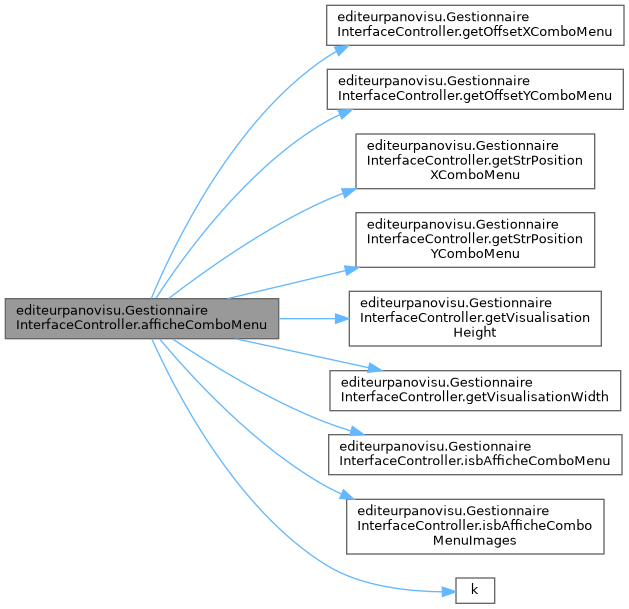 editeurpanovisu.Gestionnaire
InterfaceController.afficheComboMenu
editeurpanovisu.Gestionnaire
InterfaceController.getOffsetXComboMenu
editeurpanovisu.Gestionnaire
InterfaceController.getOffsetYComboMenu
editeurpanovisu.Gestionnaire
InterfaceController.getStrPosition
XComboMenu
editeurpanovisu.Gestionnaire
InterfaceController.getStrPosition
YComboMenu
editeurpanovisu.Gestionnaire
InterfaceController.getVisualisation
Height
editeurpanovisu.Gestionnaire
InterfaceController.getVisualisationWidth
editeurpanovisu.Gestionnaire
InterfaceController.isbAfficheComboMenu
editeurpanovisu.Gestionnaire
InterfaceController.isbAfficheCombo
MenuImages
k